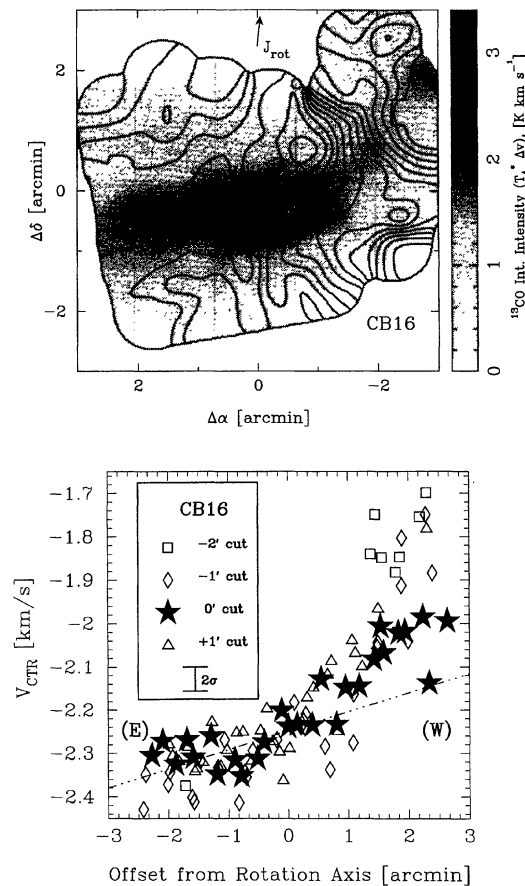 J_rot
2
0
-2
Δδ [arcmin]
CB16
2
0
-2
Δα [arcmin]
3
2
1
0
¹³CO Int. Intensity (T_*^* Δv) [K km s⁻¹]
CB16
-2' cut
-1' cut
0' cut
+1' cut
2σ
(E)
(W)
-1.7
-1.8
-1.9
-2
-2.1
-2.2
-2.3
-2.4
V_CTR [km/s]
-3
-2
-1
0
1
2
3
Offset from Rotation Axis [arcmin]